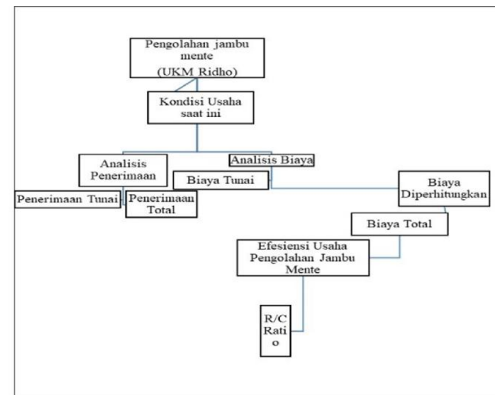 Pengolahan jambu
mente
(UKM Ridho)
Kondisi Usaha
saat ini
Analisis
Penerimaan
Analisis Biaya
Penerimaan Tunai
Penerimaan
Total
Biaya Tunai
Biaya
Diperhitungkan
Biaya Total
Efesiensi Usaha
Pengolahan Jambu
Mente
R/C
Rati
o